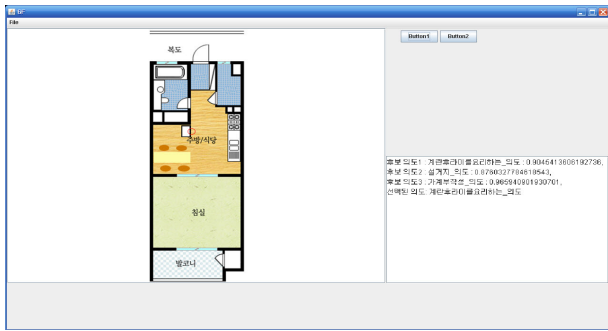 UF
File
Button1
Button2
복도
주방/식당
침실
발코니
후보 의도1 : 계란후라이를요리하는_의도 : 0.9046413606192736,
후보 의도2 : 설거지_의도 : 0.8760327784619543,
후보 의도3 : 가계부작성_의도 : 0.965940901930701,
선택된 의도 :계란후라이를요리하는_의도